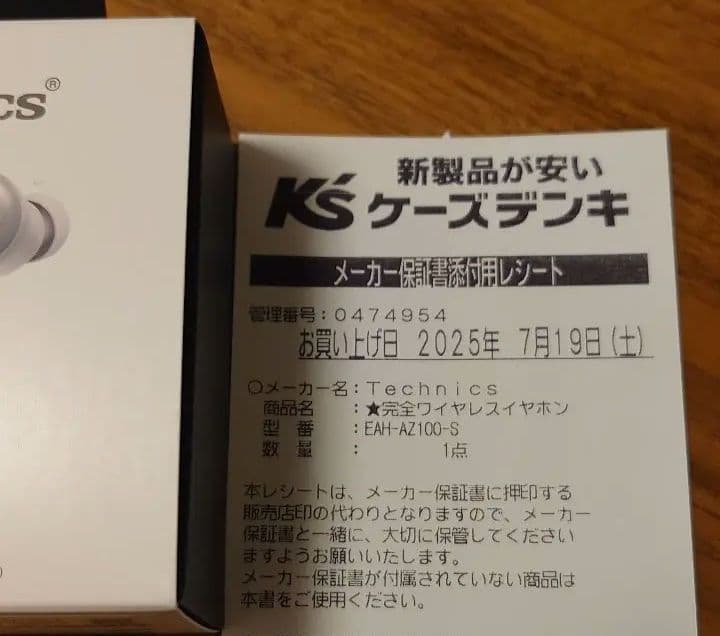 cs®
新製品が安い
K's ケーズデンキ
メーカー保証書添付用レシート
管理番号：0474954
お買い上げ日 2025年 7月19日(土)
○メーカー名：Technics
商品名 ：★完全ワイヤレスイヤホン
型 番 ：EAH-AZ100-S
数 量 ： 1点
本レシートは、メーカー保証書に押印する
販売店印の代わりとなりますので、メーカー
保証書と一緒に、大切に保管してください
ますようお願いいたします。
メーカー保証書が付属されていない商品は
本書をご使用ください。